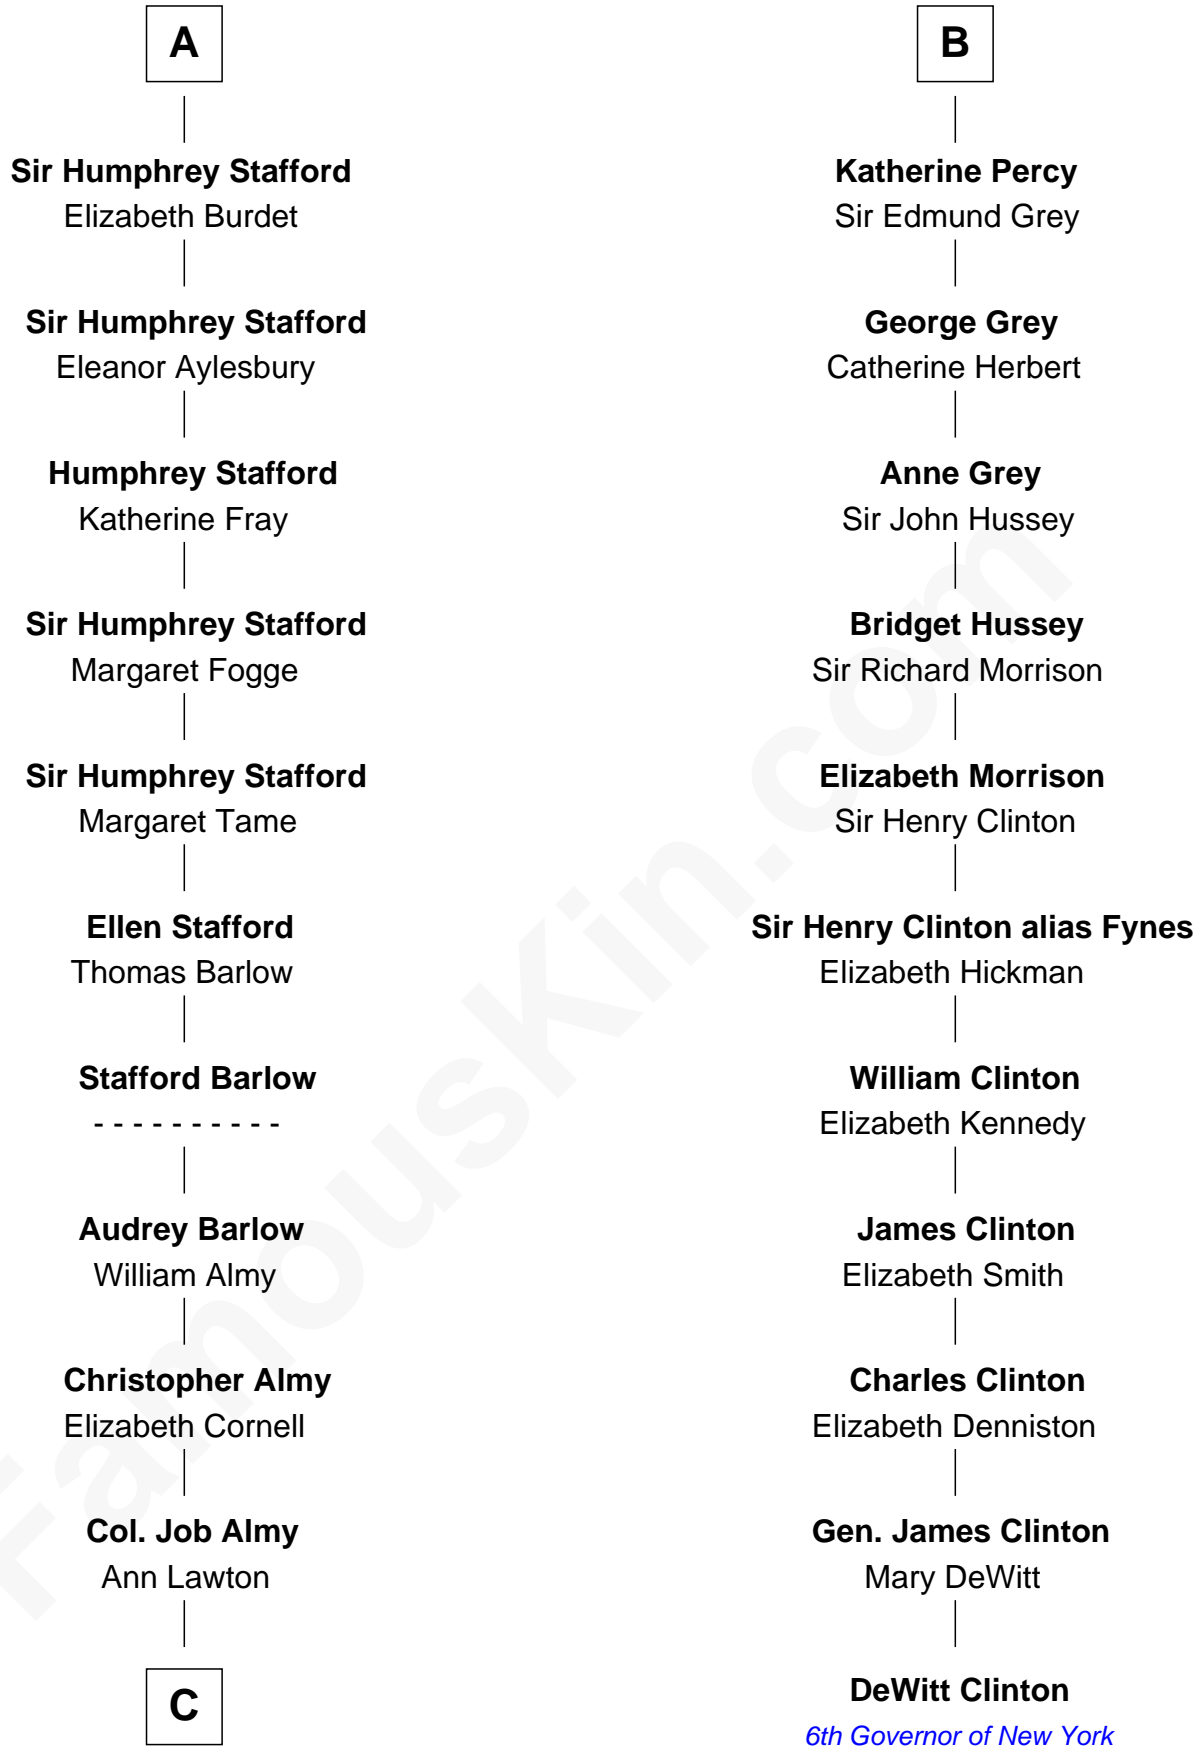 A
Sir Humphrey Stafford
Elizabeth Burdet
Sir Humphrey Stafford
Eleanor Aylesbury
Humphrey Stafford
Katherine Fray
Sir Humphrey Stafford
Margaret Fogge
Sir Humphrey Stafford
Margaret Tame
Ellen Stafford
Thomas Barlow
Stafford Barlow
- - - - - - - - - -
Audrey Barlow
William Almy
Christopher Almy
Elizabeth Cornell
Col. Job Almy
Ann Lawton
C
B
Katherine Percy
Sir Edmund Grey
George Grey
Catherine Herbert
Anne Grey
Sir John Hussey
Bridget Hussey
Sir Richard Morrison
Elizabeth Morrison
Sir Henry Clinton
Sir Henry Clinton alias Fynes
Elizabeth Hickman
William Clinton
Elizabeth Kennedy
James Clinton
Elizabeth Smith
Charles Clinton
Elizabeth Denniston
Gen. James Clinton
Mary DeWitt
DeWitt Clinton
6th Governor of New York
FamousKin.com